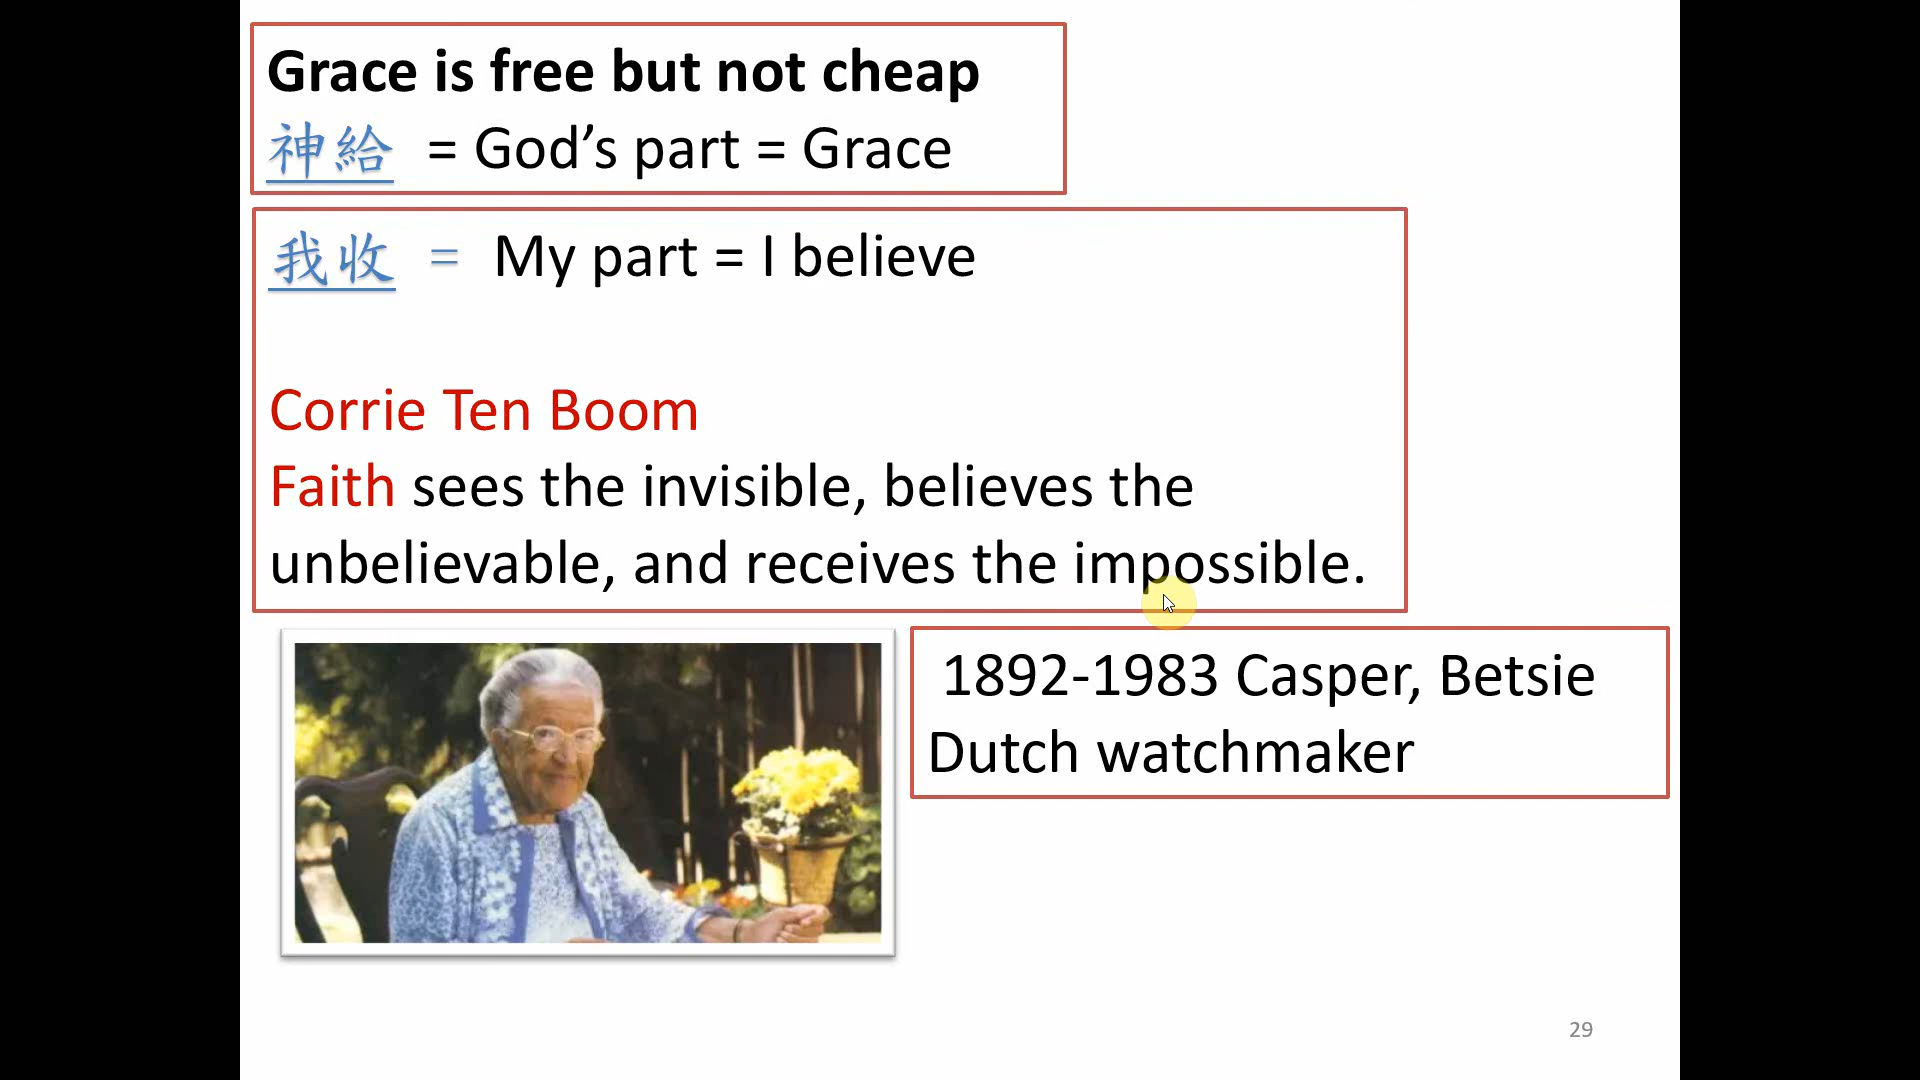 Grace is free but not cheap
神給 = God’s part = Grace
我收 = My part = I believe
Corrie Ten Boom
Faith sees the invisible, believes the
unbelievable, and receives the impossible.
1892-1983 Casper, Betsie
Dutch watchmaker
29